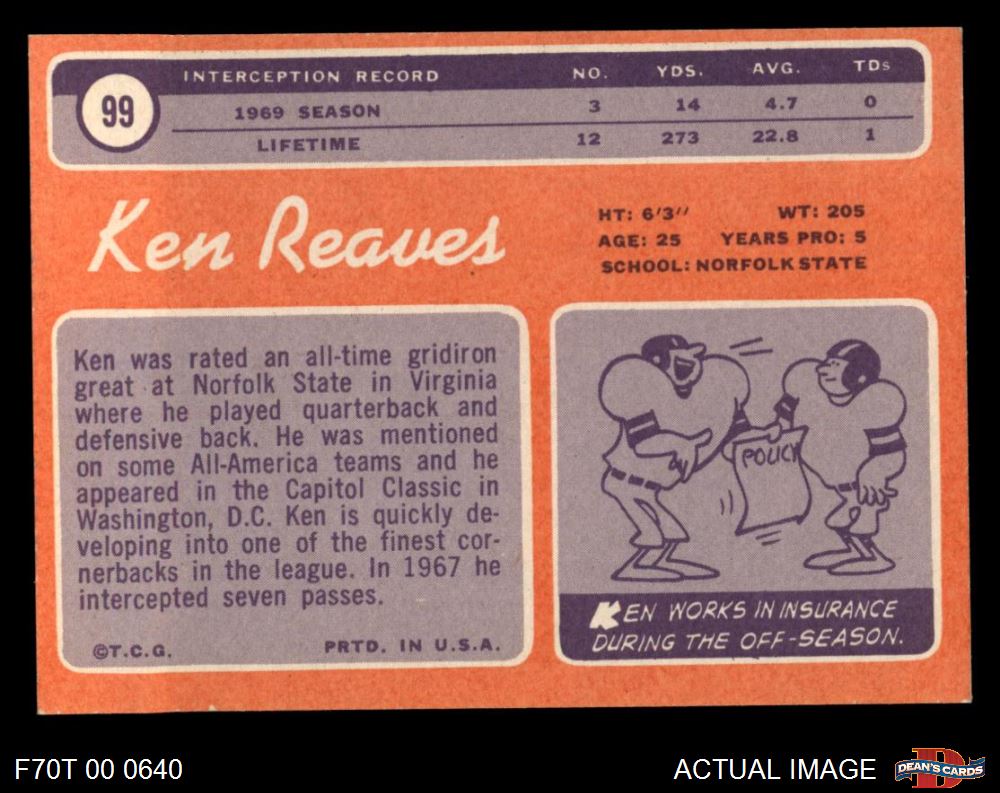 99
INTERCEPTION RECORD NO. YDS. AVG. TDs
1969 SEASON 3 14 4.7 0
LIFETIME 12 273 22.8 1
Ken Reaves
HT: 6'3" WT: 205
AGE: 25 YEARS PRO: 5
SCHOOL: NORFOLK STATE
Ken was rated an all-time gridiron
great at Norfolk State in Virginia
where he played quarterback and
defensive back. He was mentioned
on some All-America teams and he
appeared in the Capitol Classic in
Washington, D.C. Ken is quickly de-
veloping into one of the finest cor-
nerbacks in the league. In 1967 he
intercepted seven passes.
©T.C.G. PRTD. IN U.S.A.
POLICY
KEN WORKS IN INSURANCE
DURING THE OFF-SEASON.
F70T 00 0640
ACTUAL IMAGE
D
DEAN'S CARDS